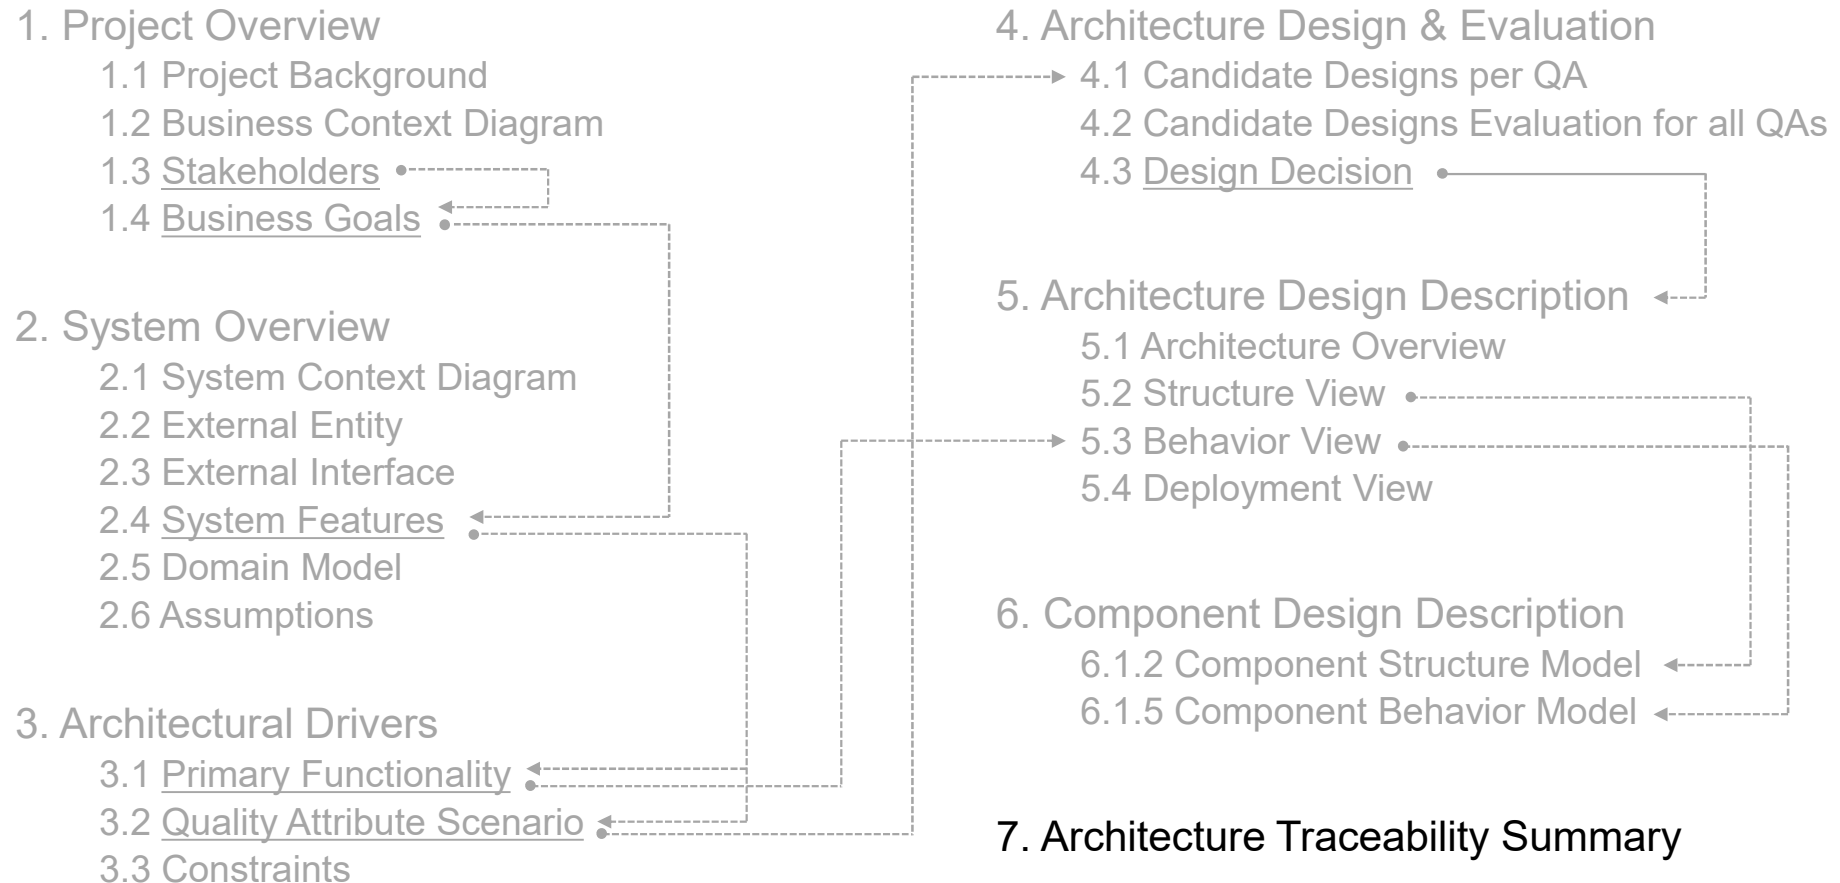 1. Project Overview
1.1 Project Background
1.2 Business Context Diagram
1.3 Stakeholders
1.4 Business Goals
2. System Overview
2.1 System Context Diagram
2.2 External Entity
2.3 External Interface
2.4 System Features
2.5 Domain Model
2.6 Assumptions
3. Architectural Drivers
3.1 Primary Functionality
3.2 Quality Attribute Scenario
3.3 Constraints
4. Architecture Design & Evaluation
4.1 Candidate Designs per QA
4.2 Candidate Designs Evaluation for all QAs
4.3 Design Decision
5. Architecture Design Description
5.1 Architecture Overview
5.2 Structure View
5.3 Behavior View
5.4 Deployment View
6. Component Design Description
6.1.2 Component Structure Model
6.1.5 Component Behavior Model
7. Architecture Traceability Summary